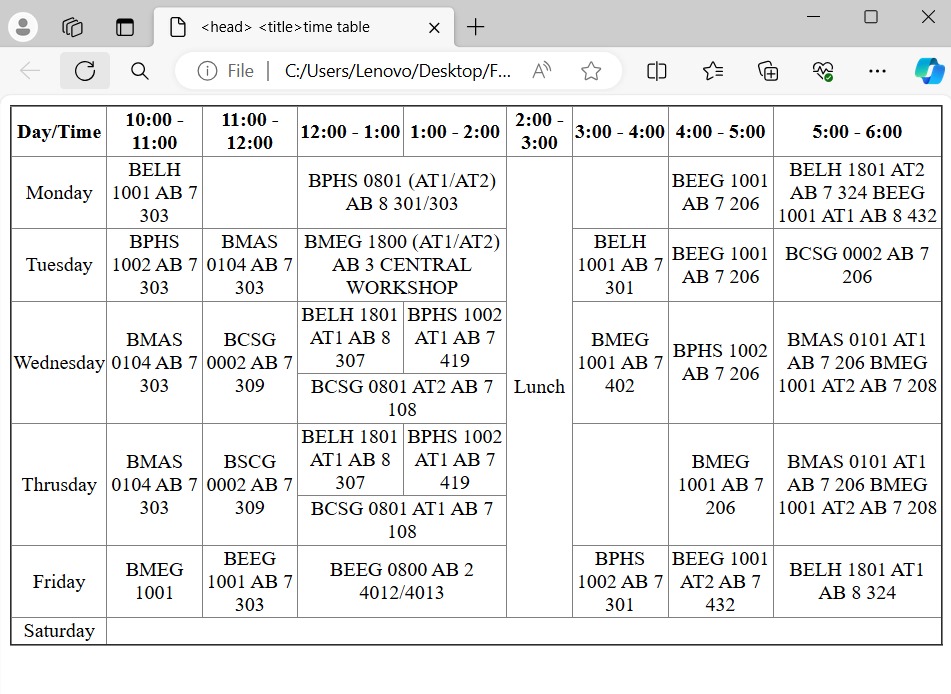 <head> <title>time table
File
C:/Users/Lenovo/Desktop/F...
Day/Time
10:00 -
11:00
11:00 -
12:00
12:00 - 1:00
1:00 - 2:00
2:00 -
3:00
3:00 - 4:00
4:00 - 5:00
5:00 - 6:00
Monday
BELH
1001 AB 7
303
BPHS 0801 (AT1/AT2)
AB 8 301/303
Lunch
BEEG 1001
AB 7 206
BELH 1801 AT2
AB 7 324 BEEG
1001 AT1 AB 8 432
Tuesday
BPHS
1002 AB 7
303
BMAS
0104 AB 7
303
BMEG 1800 (AT1/AT2)
AB 3 CENTRAL
WORKSHOP
BELH
1001 AB 7
301
BEEG 1001
AB 7 206
BCSG 0002 AB 7
206
Wednesday
BMAS
0104 AB 7
303
BCSG
0002 AB 7
309
BELH 1801
AT1 AB 8
307
BPHS 1002
AT1 AB 7
419
BMEG
1001 AB 7
402
BPHS 1002
AB 7 206
BMAS 0101 AT1
AB 7 206 BMEG
1001 AT2 AB 7 208
BCSG 0801 AT2 AB 7
108
Thrusday
BMAS
0104 AB 7
303
BSCG
0002 AB 7
309
BELH 1801
AT1 AB 8
307
BPHS 1002
AT1 AB 7
419
BMEG
1001 AB 7
206
BMAS 0101 AT1
AB 7 206 BMEG
1001 AT2 AB 7 208
BCSG 0801 AT1 AB 7
108
Friday
BMEG
1001
BEEG
1001 AB 7
303
BEEG 0800 AB 2
4012/4013
BPHS
1002 AB 7
301
BEEG 1001
AT2 AB 7
432
BELH 1801 AT1
AB 8 324
Saturday